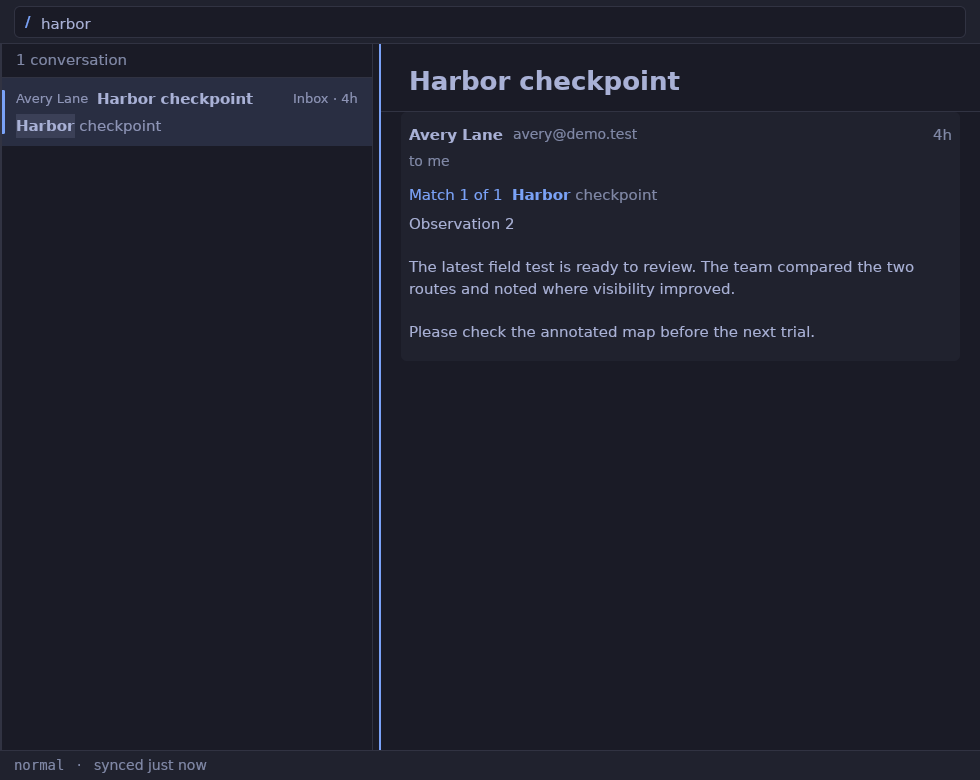 / harbor
1 conversation
Avery Lane Harbor checkpoint Inbox · 4h
Harbor checkpoint
Harbor checkpoint
Avery Lane avery@demo.test 4h
to me
Match 1 of 1 Harbor checkpoint
Observation 2
The latest field test is ready to review. The team compared the two
routes and noted where visibility improved.
Please check the annotated map before the next trial.
normal · synced just now